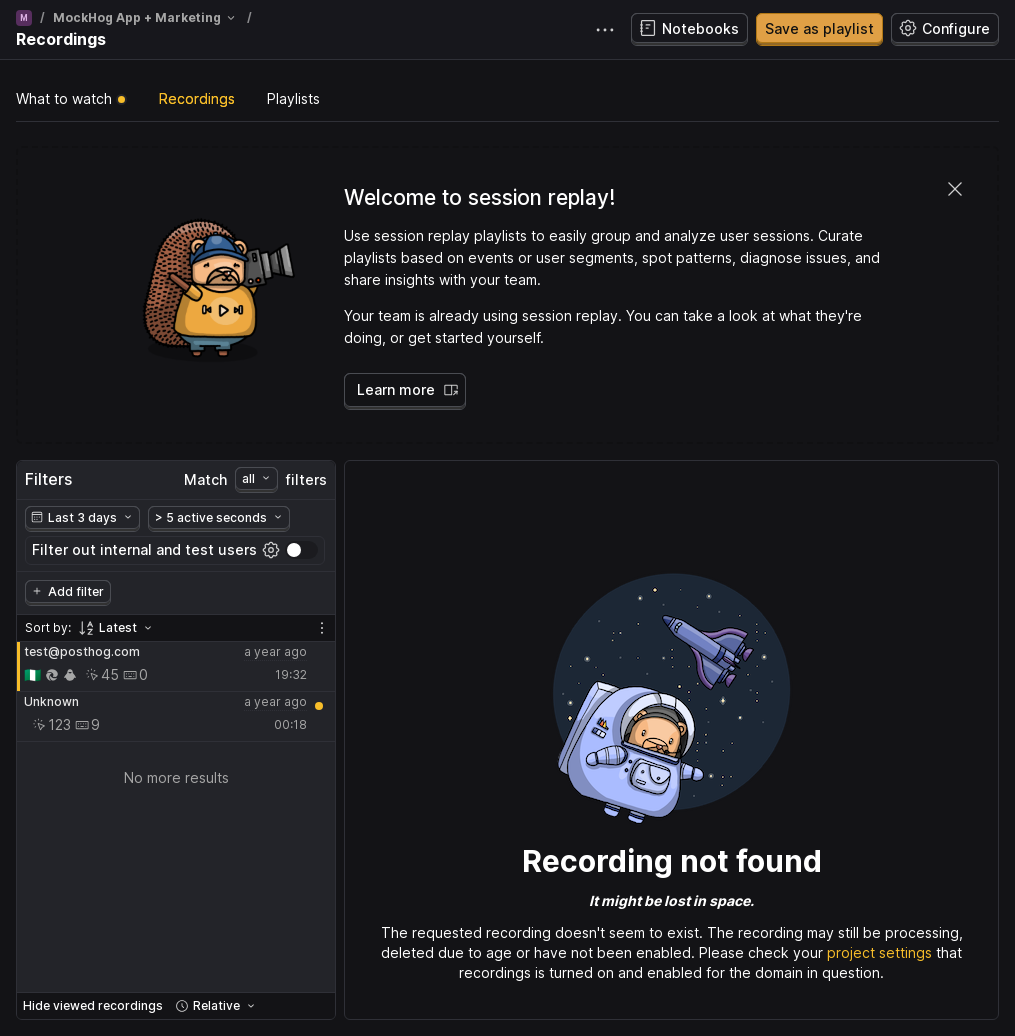 M / MockHog App + Marketing /
Recordings
Notebooks
Save as playlist
Configure
What to watch
Recordings
Playlists
Welcome to session replay!
Use session replay playlists to easily group and analyze user sessions. Curate
playlists based on events or user segments, spot patterns, diagnose issues, and
share insights with your team.
Your team is already using session replay. You can take a look at what they're
doing, or get started yourself.
Learn more
Filters
Match all filters
Last 3 days
> 5 active seconds
Filter out internal and test users
+ Add filter
Sort by: Latest
test@posthog.com a year ago
45 0 19:32
Unknown a year ago
123 9 00:18
No more results
Hide viewed recordings
Relative
Recording not found
It might be lost in space.
The requested recording doesn't seem to exist. The recording may still be processing,
deleted due to age or have not been enabled. Please check your project settings that
recordings is turned on and enabled for the domain in question.